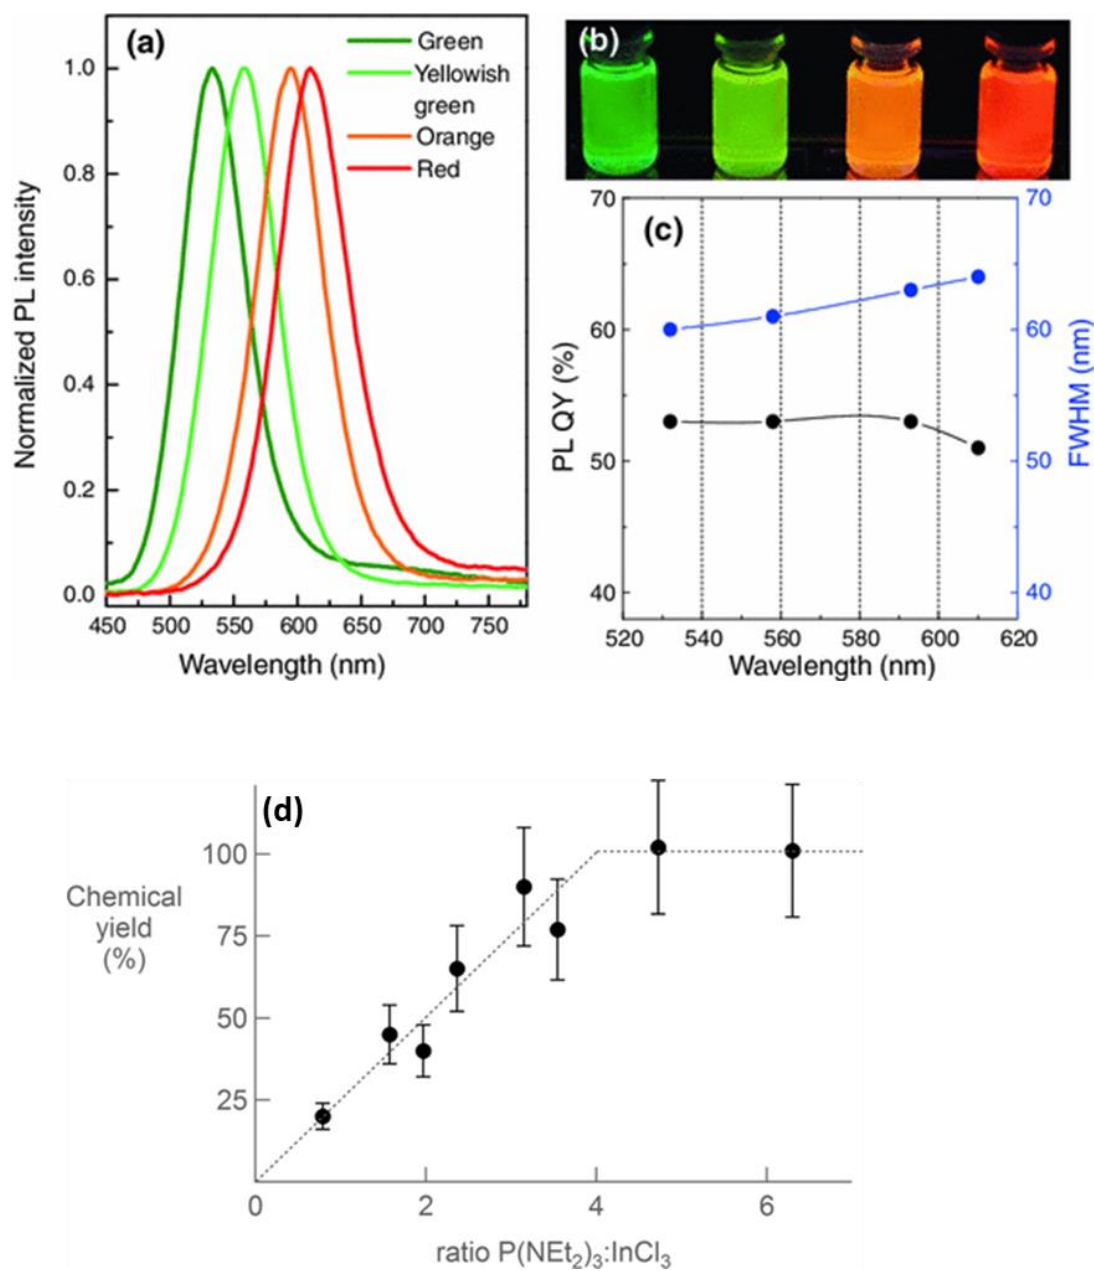 (a)
Green
Yellowish
green
Orange
Red
1.0
0.8
0.6
0.4
0.2
0.0
Normalized PL intensity
450 500 550 600 650 700 750
Wavelength (nm)
(b)
(c)
70
60
50
40
PL QY (%)
70
60
50
40
FWHM (nm)
520 540 560 580 600 620
Wavelength (nm)
(d)
100
75
50
25
Chemical
yield
(%)
0 2 4 6
ratio P(NEt₂)₃:InCl₃